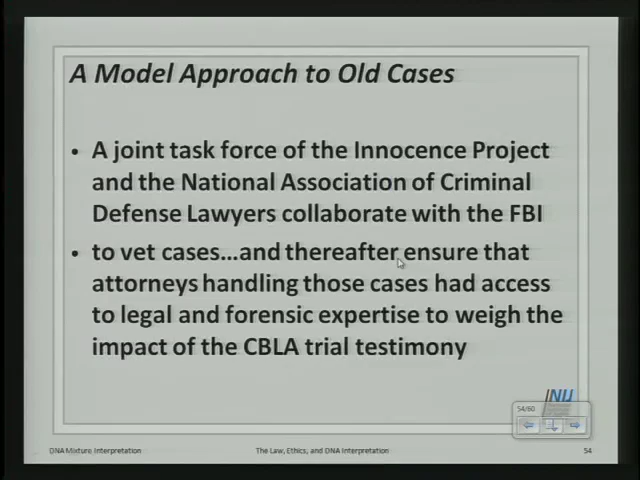 A Model Approach to Old Cases
• A joint task force of the Innocence Project
and the National Association of Criminal
Defense Lawyers collaborate with the FBI
• to vet cases…and thereafter ensure that
attorneys handling those cases had access
to legal and forensic expertise to weigh the
impact of the CBLA trial testimony
54/60
DNA Mixture Interpretation
The Law, Ethics, and DNA Interpretation
54